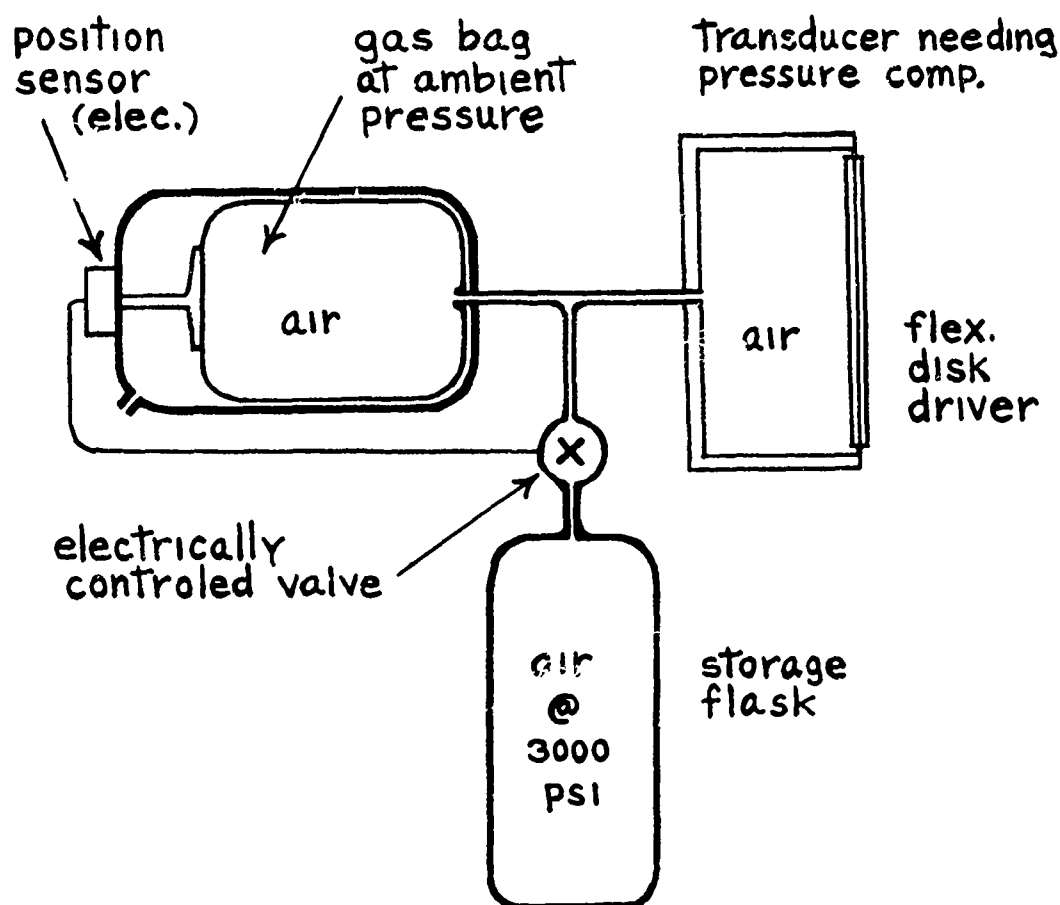 position
sensor
(elec.)
gas bag
at ambient
pressure
Transducer needing
pressure comp.
air
air
flex.
disk
driver
X
electrically
controled valve
air
@
3000
psi
storage
flask